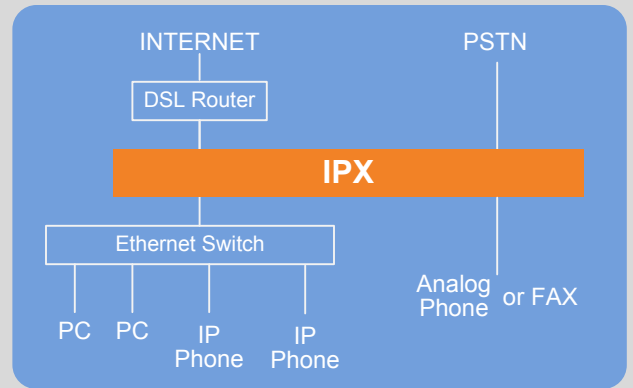 INTERNET
PSTN
DSL Router
IPX
Ethernet Switch
Analog
Phone
or FAX
PC
PC
IP
Phone
IP
Phone